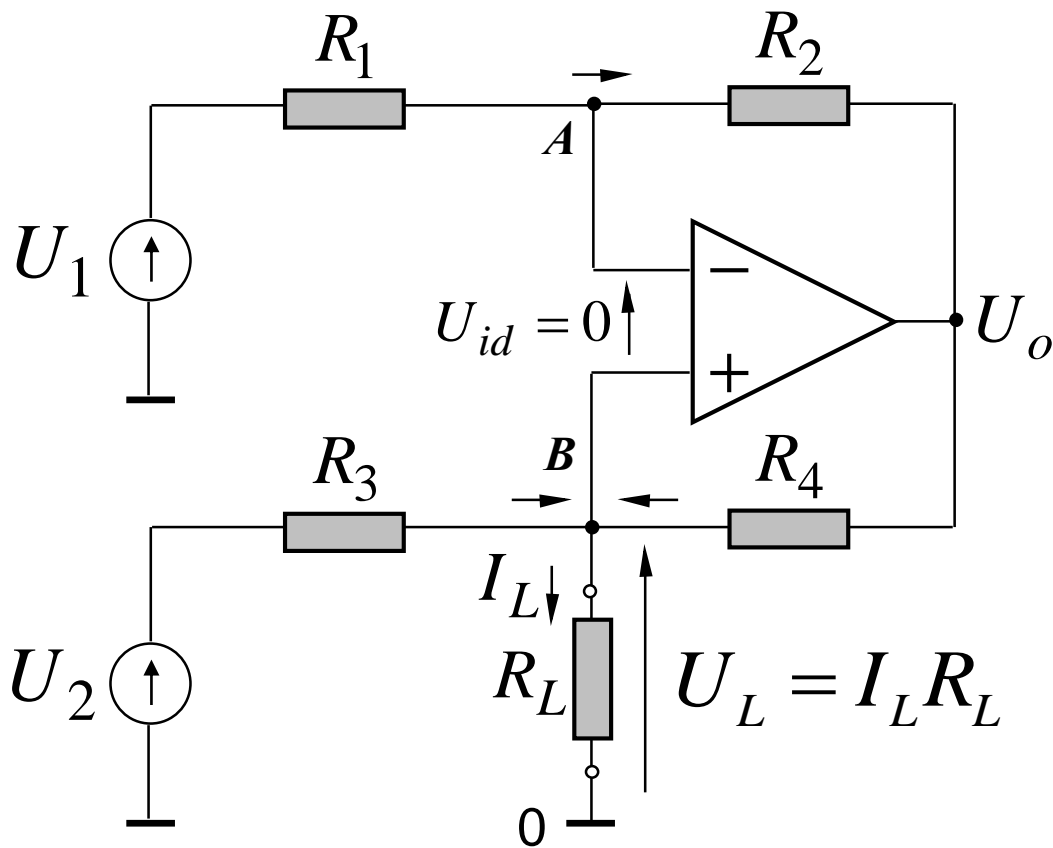 R1
R2
A
U1
−
Uid = 0
Uo
+
B
R3
R4
IL
U2
RL
UL = ILRL
0